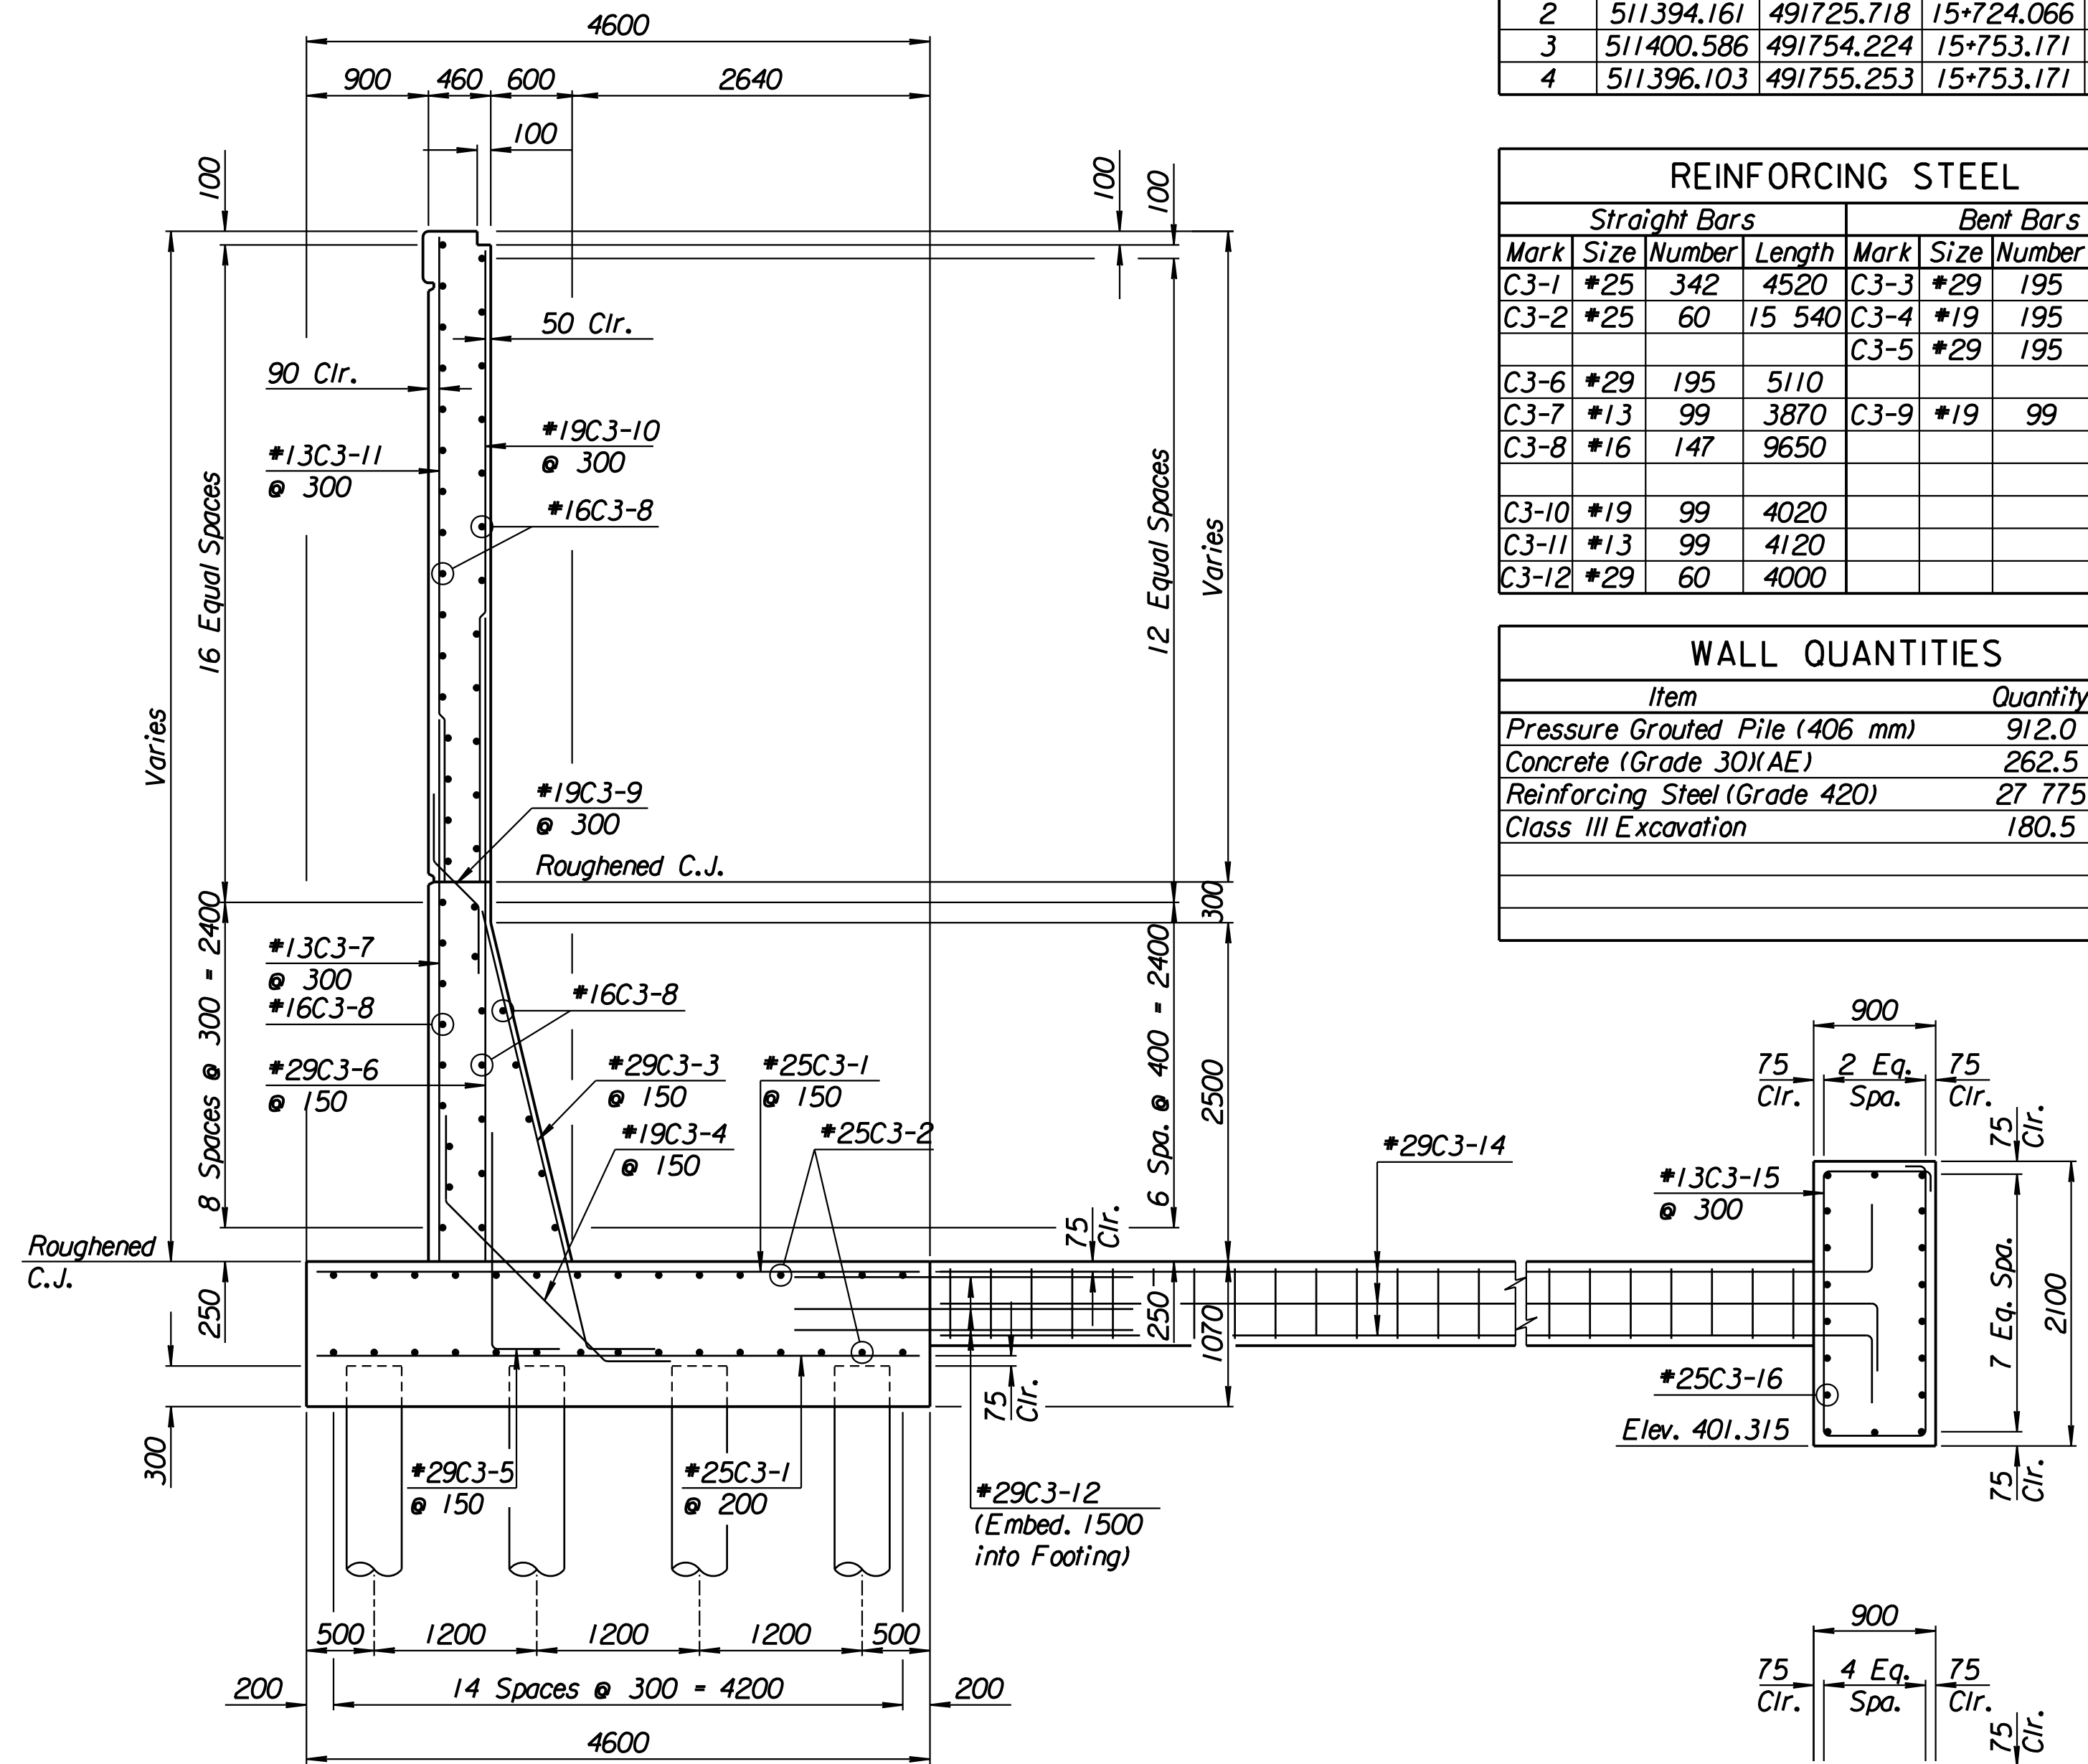 4600
900 460 600 2640
100
100
100
100
50 Clr.
90 Clr.
#19C3-10
@ 300
#13C3-11
@ 300
#16C3-8
16 Equal Spaces
12 Equal Spaces
Varies
Varies
#19C3-9
@ 300
Roughened C.J.
300
8 Spaces @ 300 = 2400
#13C3-7
@ 300
#16C3-8
#16C3-8
#29C3-6
@ 150
#29C3-3
@ 150
#25C3-1
@ 150
#19C3-4
@ 150
#25C3-2
6 Spa. @ 400 = 2400
2500
75
Clr.
Roughened
C.J.
250
300
250
1070
75
Clr.
#29C3-14
#29C3-5
@ 150
#25C3-1
@ 200
#29C3-12
(Embed. 1500
into Footing)
500 1200 1200 1200 500
200 14 Spaces @ 300 = 4200 200
4600
2 511394.161 491725.718 15+724.066
3 511400.586 491754.224 15+753.171
4 511396.103 491755.253 15+753.171
REINFORCING STEEL
Straight Bars Bent Bars
Mark Size Number Length Mark Size Number
C3-1 #25 342 4520 C3-3 #29 195
C3-2 #25 60 15 540 C3-4 #19 195
C3-5 #29 195
C3-6 #29 195 5110
C3-7 #13 99 3870 C3-9 #19 99
C3-8 #16 147 9650
C3-10 #19 99 4020
C3-11 #13 99 4120
C3-12 #29 60 4000
WALL QUANTITIES
Item Quantity
Pressure Grouted Pile (406 mm) 912.0
Concrete (Grade 30)(AE) 262.5
Reinforcing Steel (Grade 420) 27 775
Class III Excavation 180.5
900
75 2 Eq. 75
Clr. Spa. Clr.
75
Clr.
#13C3-15
@ 300
7 Eq. Spa.
2100
#25C3-16
Elev. 401.315
75
Clr.
900
75 4 Eq. 75
Clr. Spa. Clr.
75
Clr.